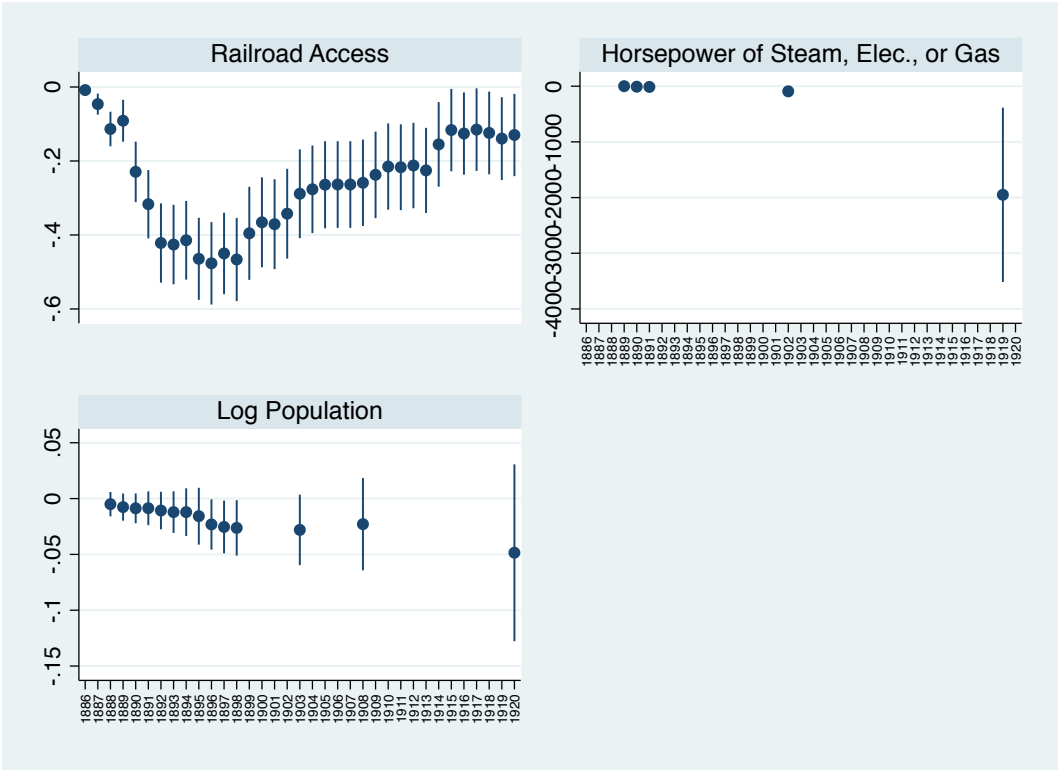 Railroad Access
0
-.2
-.4
-.6
Horsepower of Steam, Elec., or Gas
0
-1000
-2000
-3000
-4000
1886 1887 1888 1889 1890 1891 1892 1893 1894 1895 1896 1897 1898 1899 1900 1901 1902 1903 1904 1905 1906 1907 1908 1909 1910 1911 1912 1913 1914 1915 1916 1917 1918 1919 1920
Log Population
.05
0
-.05
-.1
-.15
1886 1887 1888 1889 1890 1891 1892 1893 1894 1895 1896 1897 1898 1899 1900 1901 1902 1903 1904 1905 1906 1907 1908 1909 1910 1911 1912 1913 1914 1915 1916 1917 1918 1919 1920